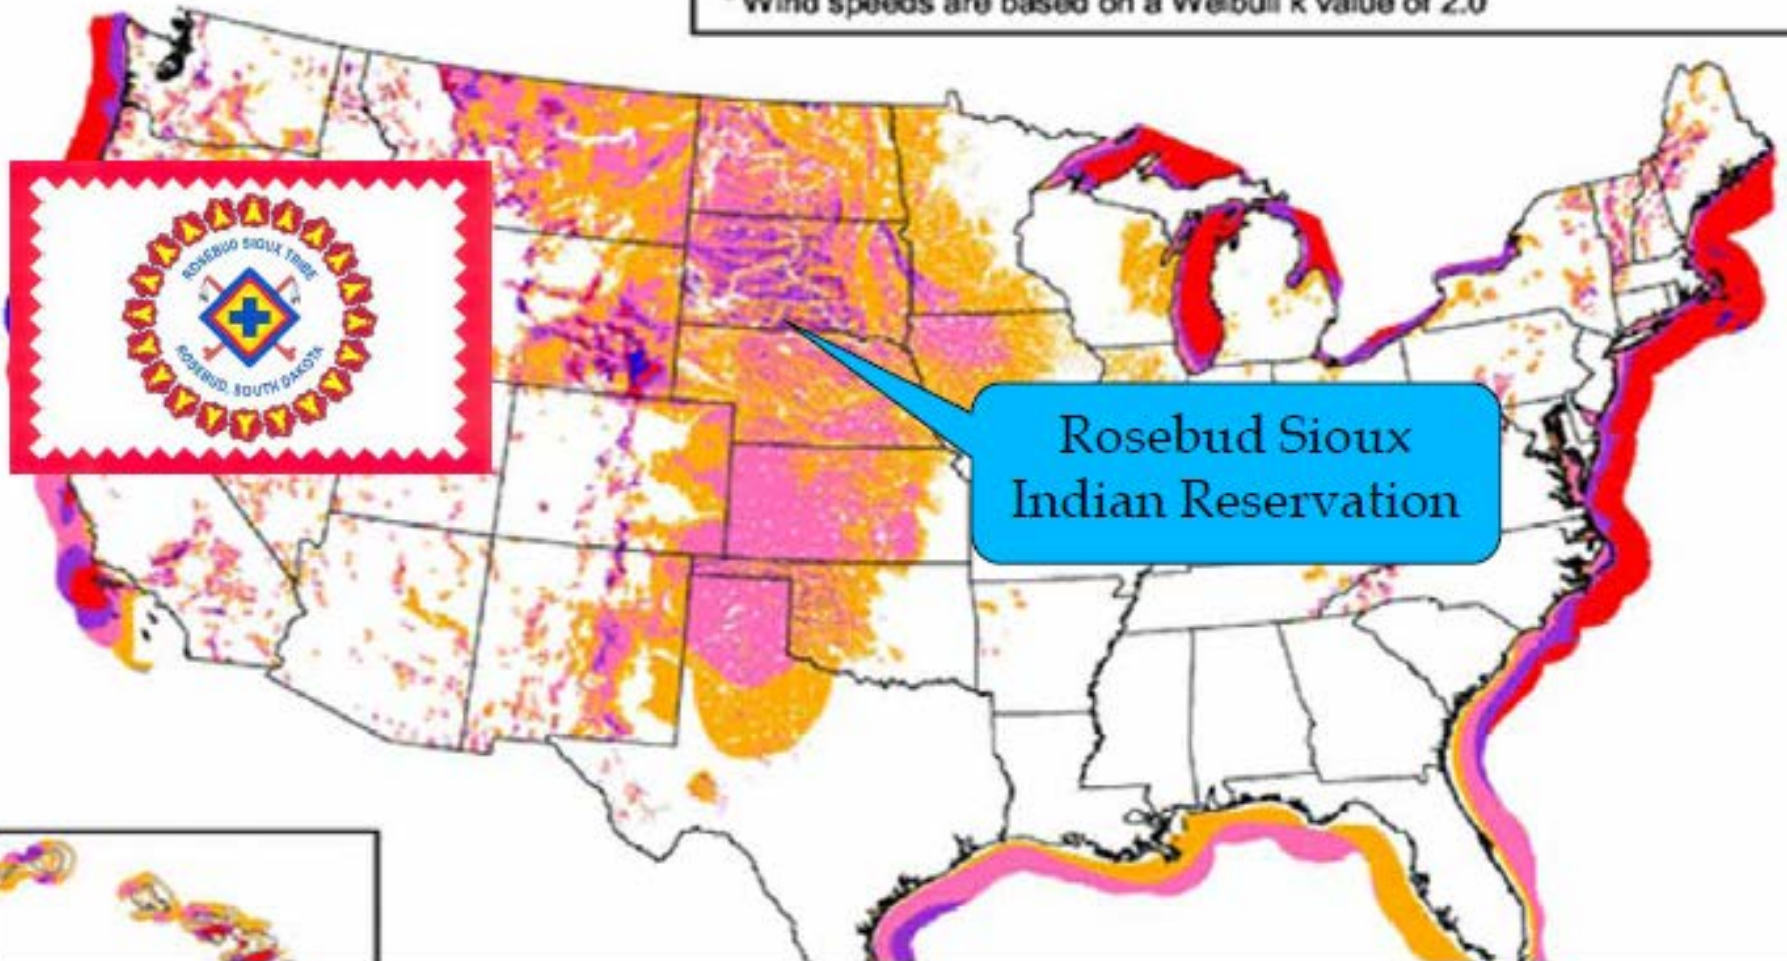 * Wind speeds are based on a Weibull k value of 2.0
ROSEBUD SIOUX TRIBE
ROSEBUD, SOUTH DAKOTA
Rosebud Sioux
Indian Reservation